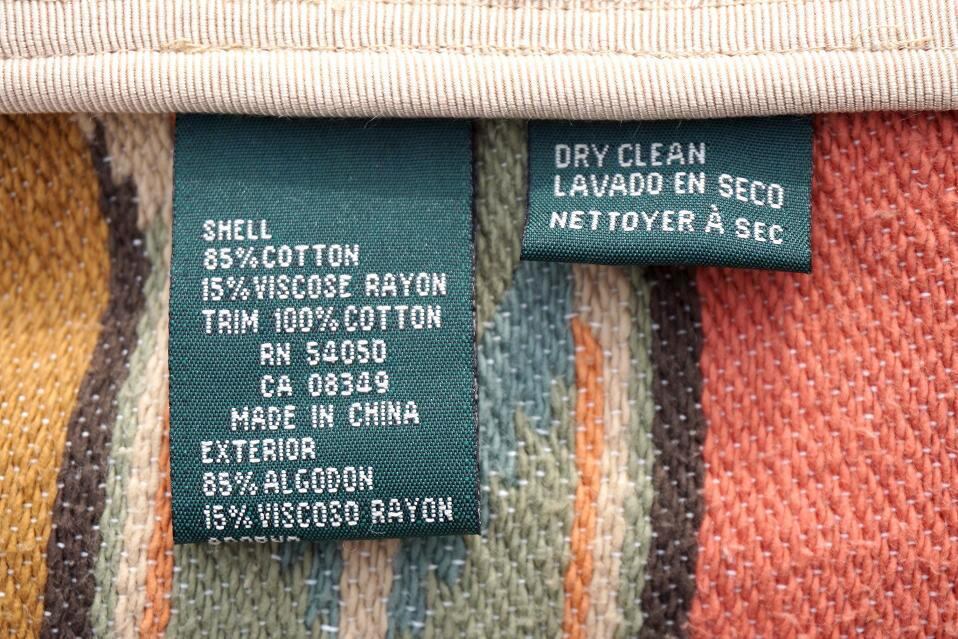 SHELL
85% COTTON
15% VISCOSE RAYON
TRIM 100% COTTON
RN 54050
CA 08349
MADE IN CHINA
EXTERIOR
85% ALGODON
15% VISCOSO RAYON
DRY CLEAN
LAVADO EN SECO
NETTOYER À SEC